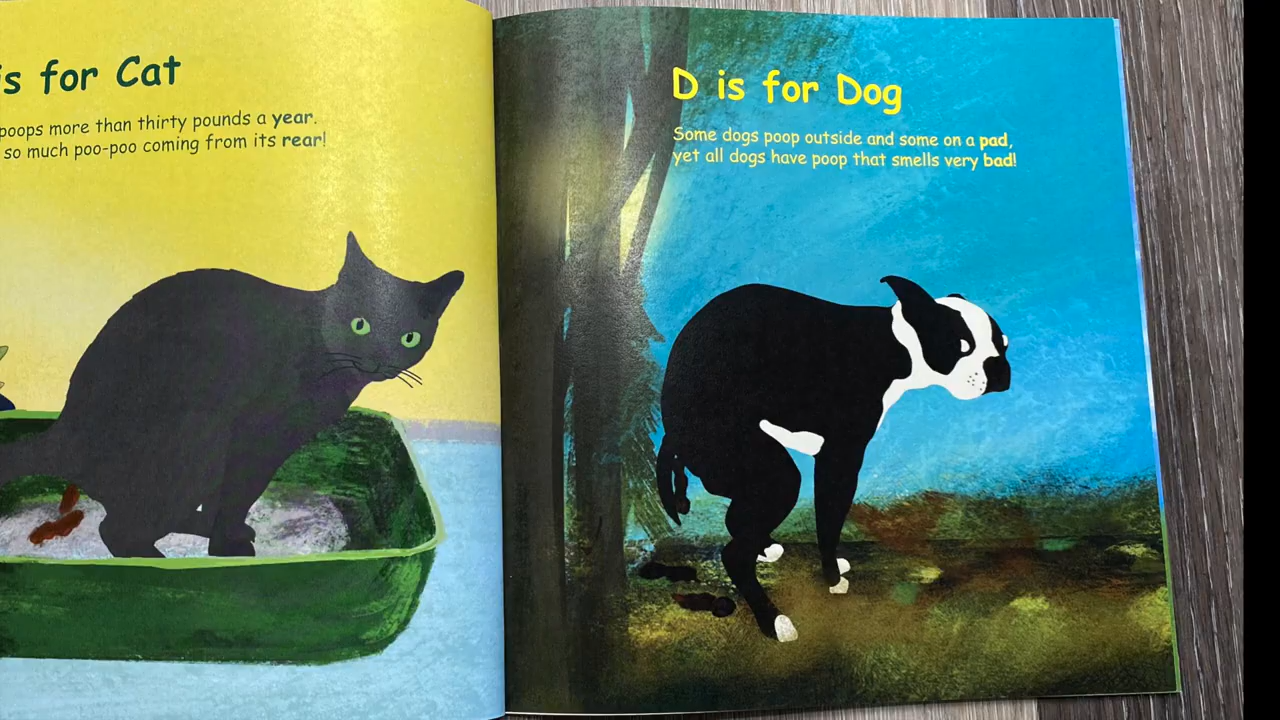 is for Cat
poops more than thirty pounds a year.
so much poo-poo coming from its rear!
D is for Dog
Some dogs poop outside and some on a pad,
yet all dogs have poop that smells very bad!